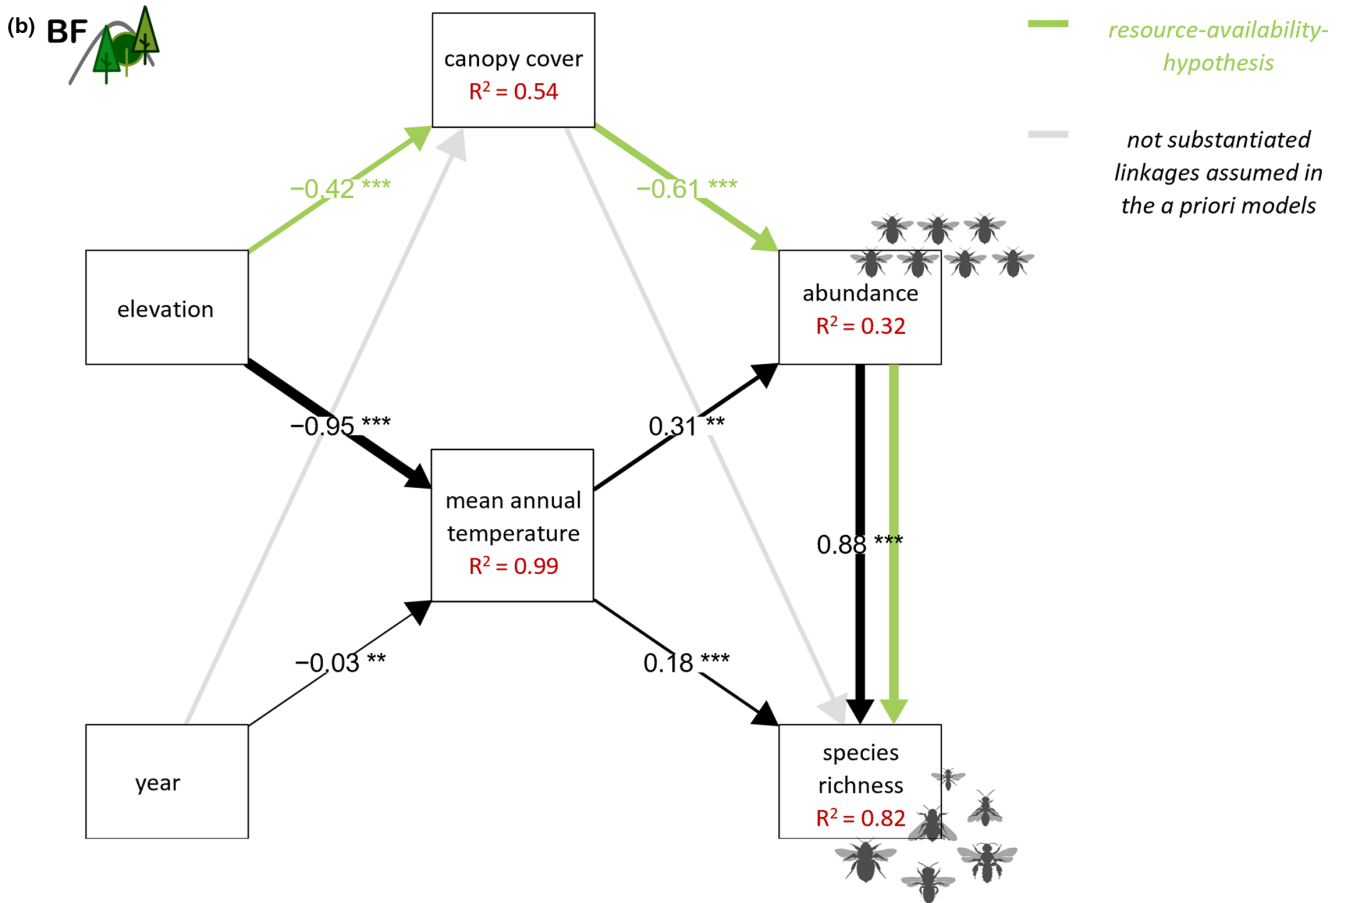 (b) BF
canopy cover
R² = 0.54
resource-availability-
hypothesis
not substantiated
linkages assumed in
the a priori models
−0.42 ***
−0.61 ***
elevation
abundance
R² = 0.32
−0.95 ***
0.31 **
mean annual
temperature
R² = 0.99
0.88 ***
−0.03 **
0.18 ***
year
species
richness
R² = 0.82